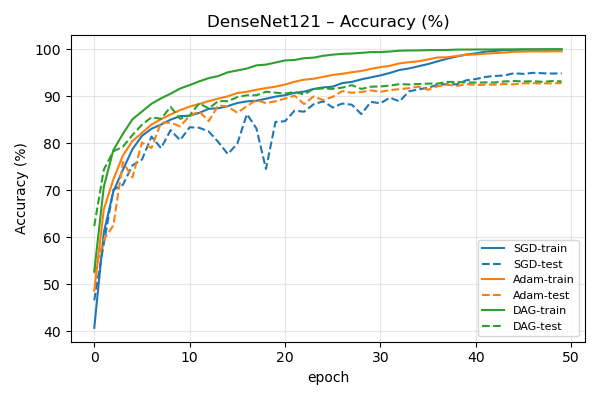 DenseNet121 – Accuracy (%)
Accuracy (%)
100
90
80
70
60
50
40
0
10
20
30
40
50
epoch
SGD-train
SGD-test
Adam-train
Adam-test
DAG-train
DAG-test